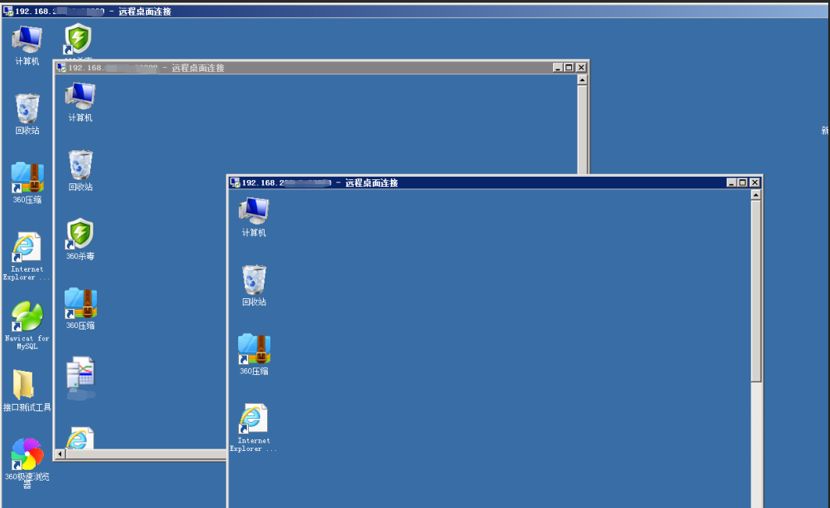 192.168. - 远程桌面连接
计算机
回收站
360压缩
Internet
Explorer ...
Navicat for
MySQL
接口测试工具
360极速浏览
器
192.168. - 远程桌面连接
计算机
回收站
360杀毒
360压缩
192.168.2 - 远程桌面连接
计算机
回收站
360压缩
Internet
Explorer ...
新